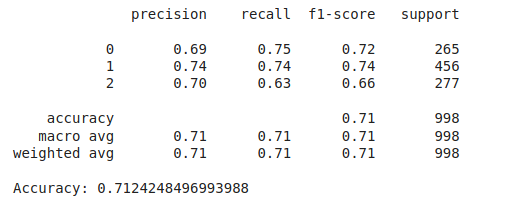 precision recall f1-score support
0 0.69 0.75 0.72 265
1 0.74 0.74 0.74 456
2 0.70 0.63 0.66 277
accuracy 0.71 998
macro avg 0.71 0.71 0.71 998
weighted avg 0.71 0.71 0.71 998
Accuracy: 0.7124248496993988